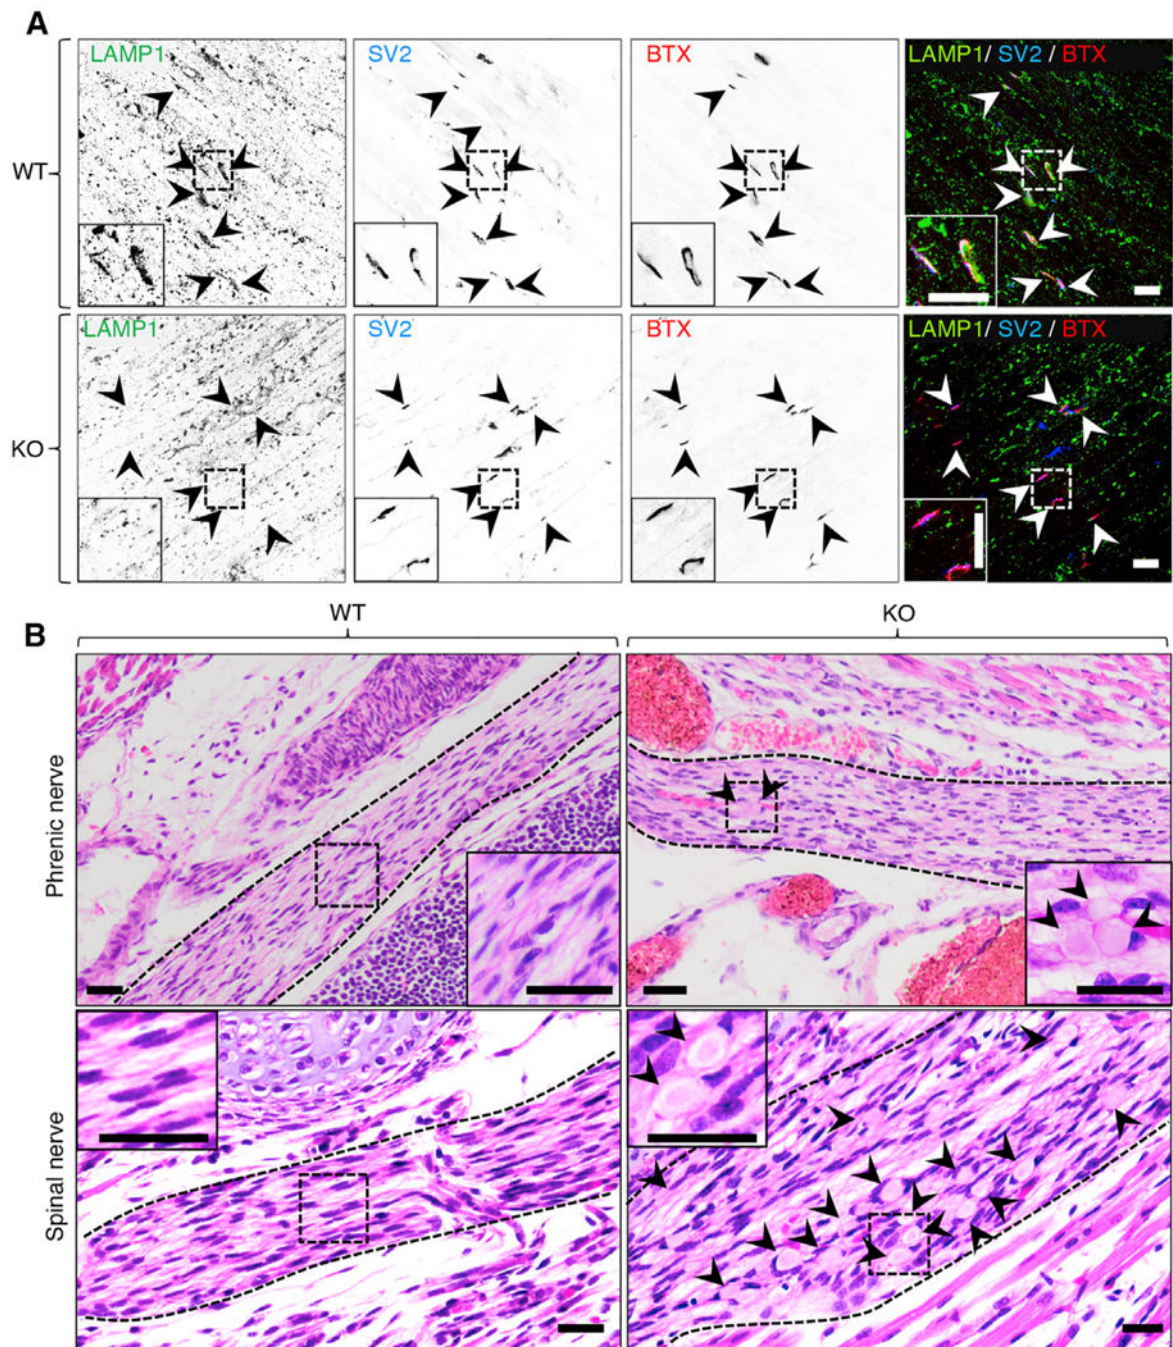 A
LAMP1 SV2 BTX LAMP1/ SV2 / BTX
WT
LAMP1 SV2 BTX LAMP1/ SV2 / BTX
KO
B
WT KO
Phrenic nerve
Spinal nerve